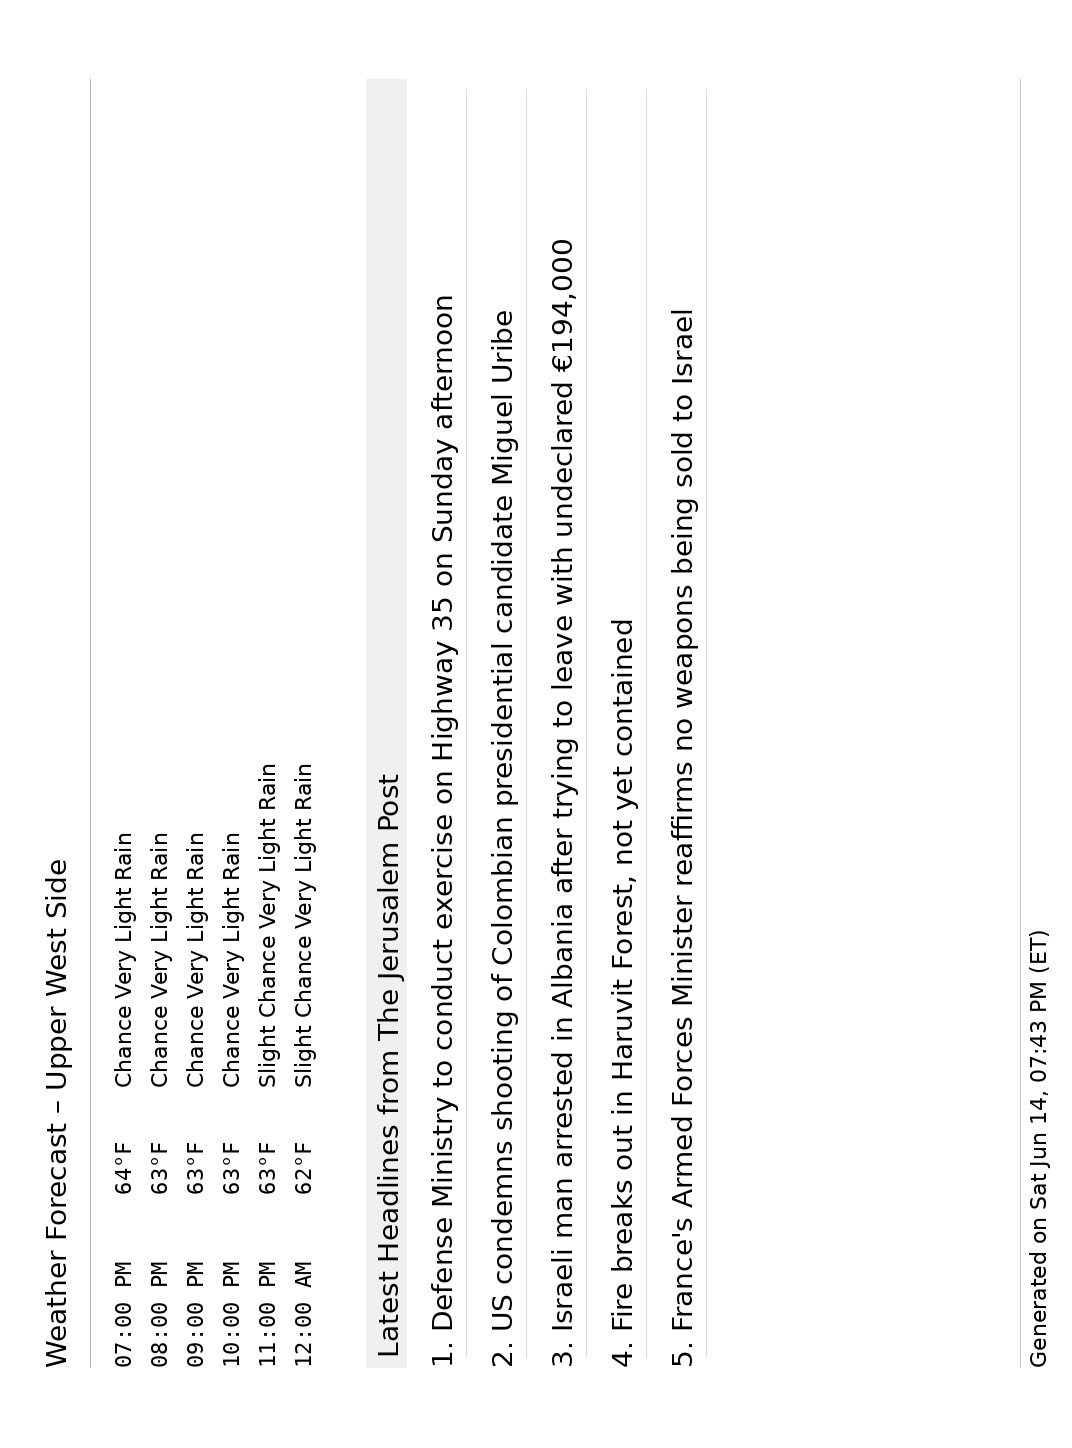 Weather Forecast – Upper West Side
07:00 PM 64°F Chance Very Light Rain
08:00 PM 63°F Chance Very Light Rain
09:00 PM 63°F Chance Very Light Rain
10:00 PM 63°F Chance Very Light Rain
11:00 PM 63°F Slight Chance Very Light Rain
12:00 AM 62°F Slight Chance Very Light Rain
Latest Headlines from The Jerusalem Post
1. Defense Ministry to conduct exercise on Highway 35 on Sunday afternoon
2. US condemns shooting of Colombian presidential candidate Miguel Uribe
3. Israeli man arrested in Albania after trying to leave with undeclared €194,000
4. Fire breaks out in Haruvit Forest, not yet contained
5. France's Armed Forces Minister reaffirms no weapons being sold to Israel
Generated on Sat Jun 14, 07:43 PM (ET)